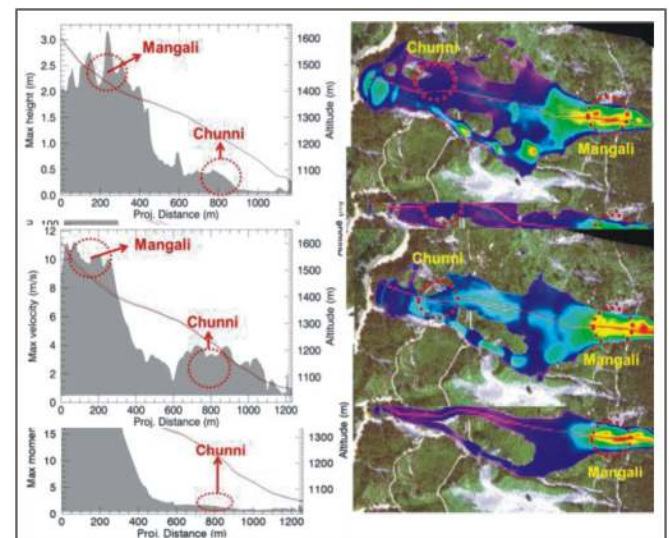 Max height (m)
3.0
2.5
2.0
1.5
1.0
0.5
0.0
Mangali
Chunni
1600
1500
1400
1300
1200
1100
Altitude (m)
0 200 400 600 800 1000
Proj. Distance (m)
100
Max velocity (m/s)
12
10
8
6
4
2
0
Mangali
Chunni
1600
1500
1400
1300
1200
1100
Altitude (m)
0 200 400 600 800 1000 1200
Proj. Distance (m)
Max momer
15
10
5
0
Chunni
1300
1200
1100
Altitude (m)
0 200 400 600 800 1000 1200
Proj. Distance (m)
Chunni
Mangali
Chunni
Mangali
Mangali